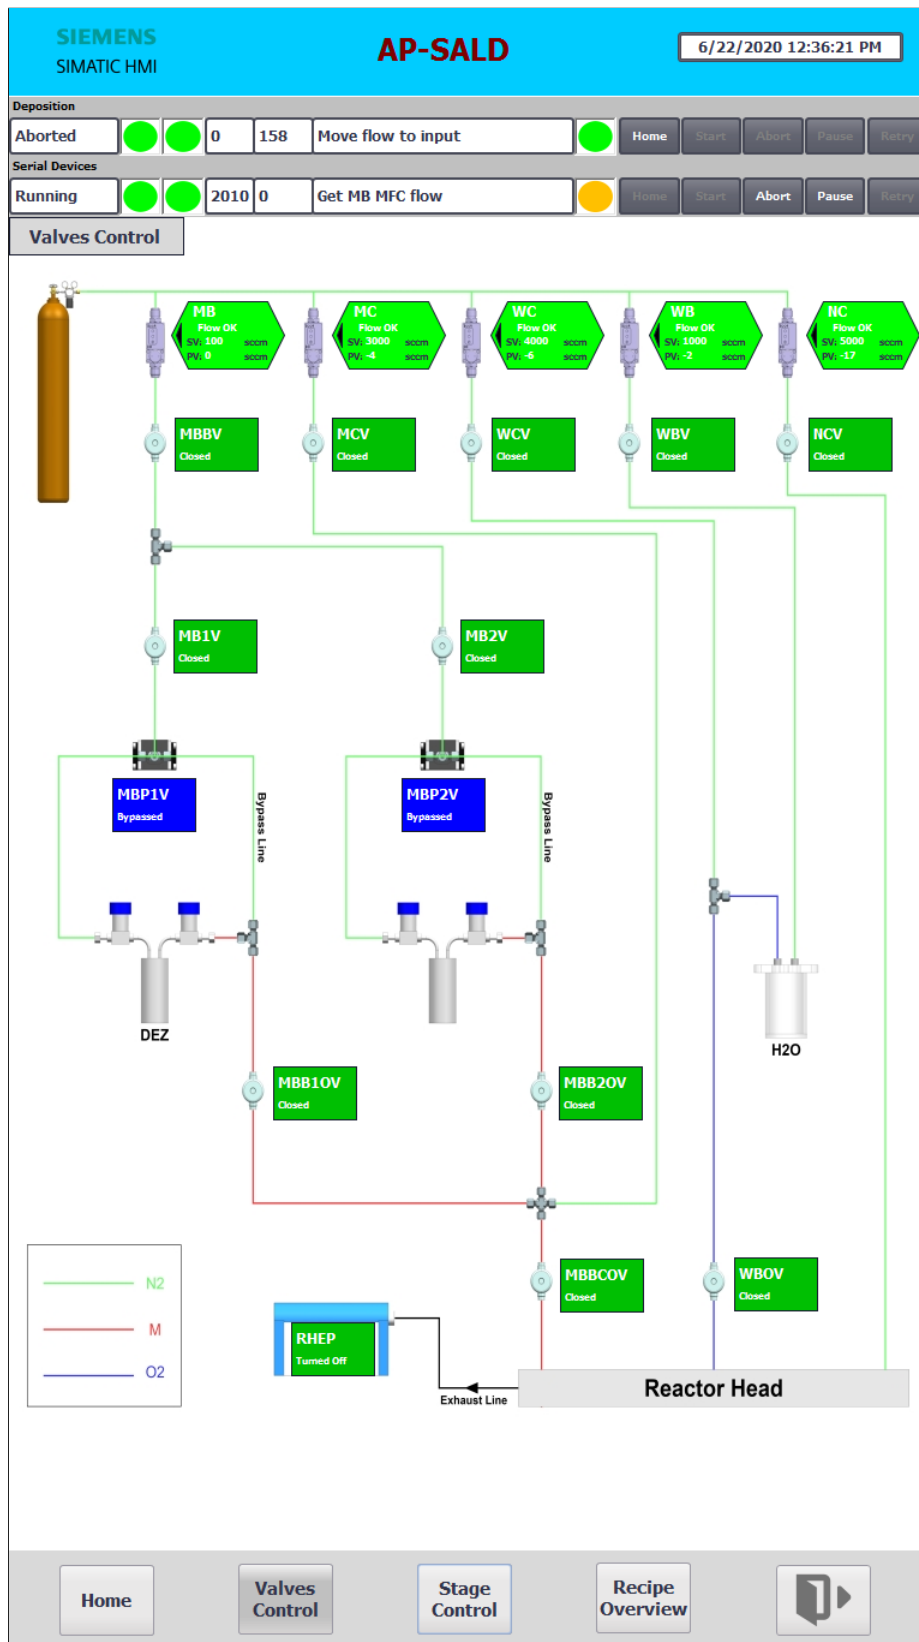 SIEMENS
SIMATIC HMI
AP-SALD
6/22/2020 12:36:21 PM
Deposition
Aborted 0 158 Move flow to input Home Start Abort Pause Retry
Serial Devices
Running 2010 0 Get MB MFC flow Home Start Abort Pause Retry
Valves Control
MB
Flow OK
SV: 100 sccm
PV: 0 sccm
MC
Flow OK
SV: 3000 sccm
PV: -4 sccm
WC
Flow OK
SV: 4000 sccm
PV: -6 sccm
WB
Flow OK
SV: 1000 sccm
PV: -2 sccm
NC
Flow OK
SV: 5000 sccm
PV: -17 sccm
MBBV
Closed
MCV
Closed
WCV
Closed
WBV
Closed
NCV
Closed
MB1V
Closed
MB2V
Closed
MBP1V
Bypassed
Bypass Line
MBP2V
Bypassed
Bypass Line
DEZ
H2O
MBB1OV
Closed
MBB2OV
Closed
MBBCOV
Closed
WBOV
Closed
N2
M
O2
RHEP
Turned Off
Exhaust Line
Reactor Head
Home
Valves
Control
Stage
Control
Recipe
Overview